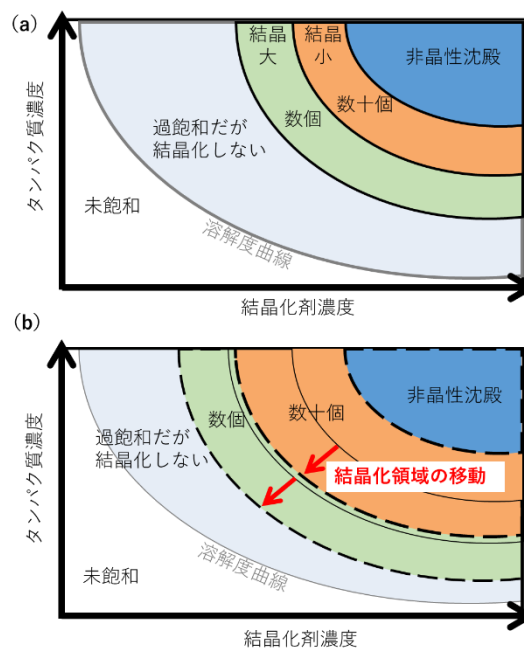 (a)
結晶
大
結晶
小
非晶性沈殿
数十個
数個
過飽和だが
結晶化しない
未飽和
溶解度曲線
タンパク質濃度
結晶化剤濃度
(b)
非晶性沈殿
数十個
数個
過飽和だが
結晶化しない
結晶化領域の移動
未飽和
溶解度曲線
タンパク質濃度
結晶化剤濃度